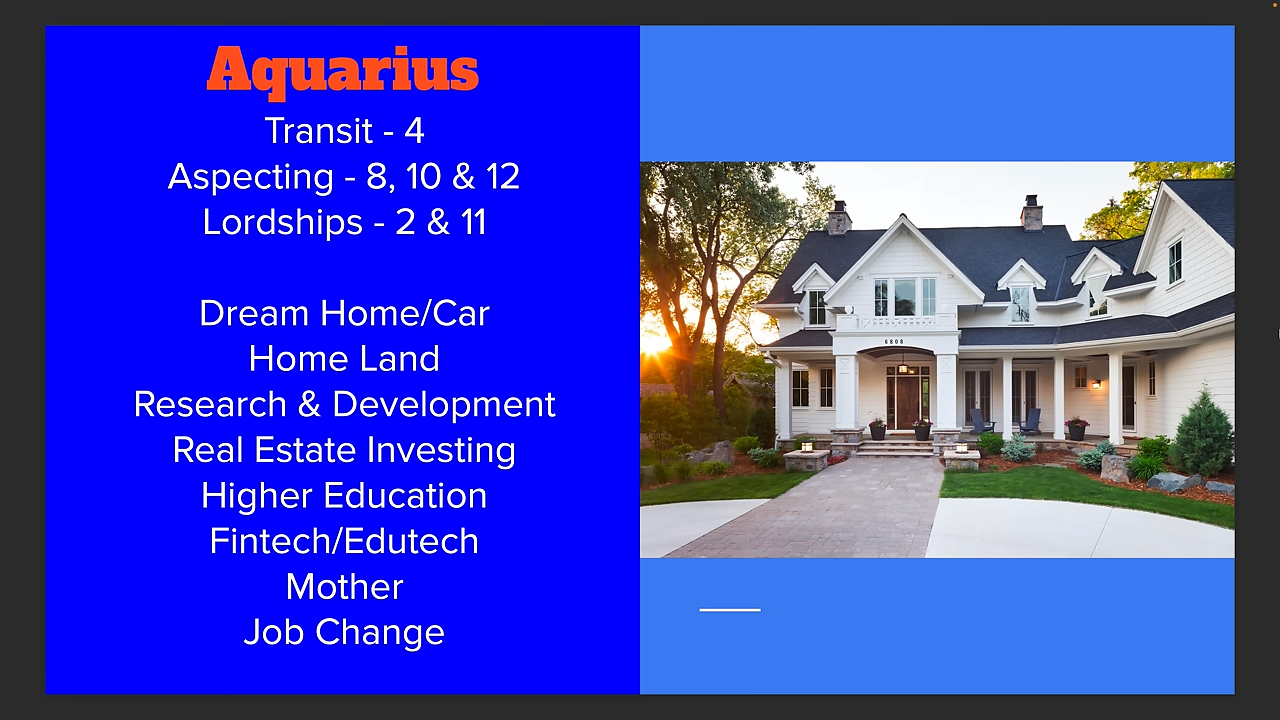 Aquarius
Transit - 4
Aspecting - 8, 10 & 12
Lordships - 2 & 11
Dream Home/Car
Home Land
Research & Development
Real Estate Investing
Higher Education
Fintech/Edutech
Mother
Job Change
6808